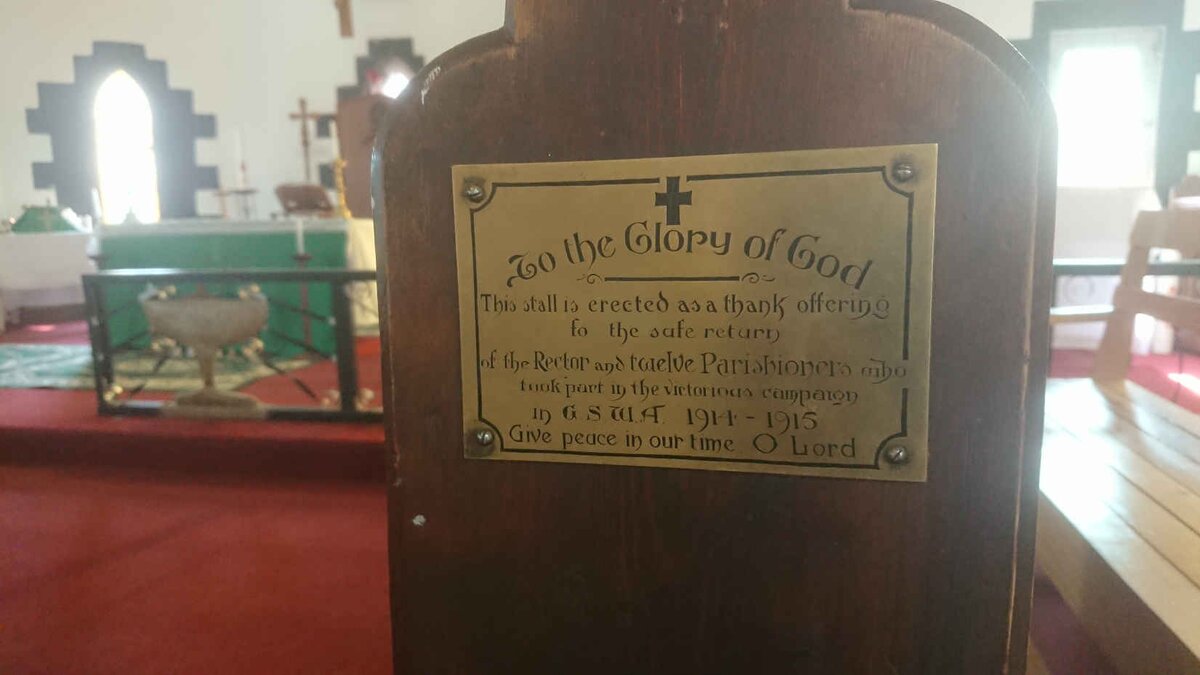 To the Glory of God
This stall is erected as a thank offering
fo the safe return
of the Rector and twelve Parishioners who
took part in the victorious campaign
in G.S.W.A. 1914 - 1915
Give peace in our time. O Lord